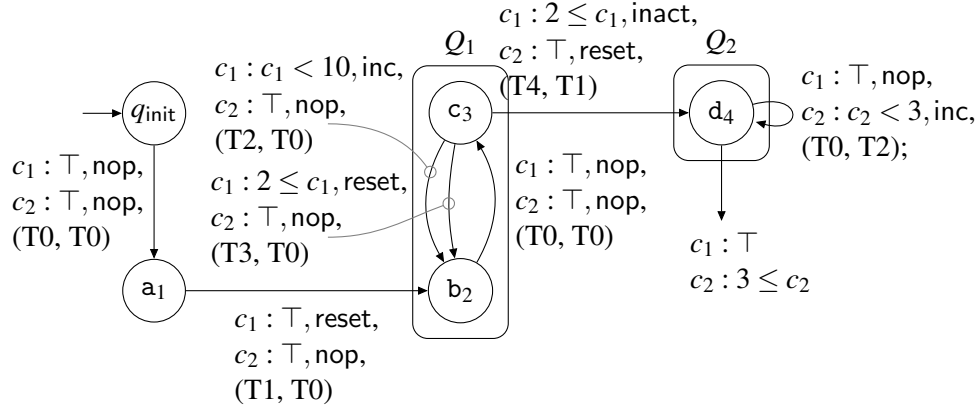 c₁ : 2 ≤ c₁, inact,
c₂ : ⊤, reset,
(T4, T1)
Q₁
Q₂
c₁ : c₁ < 10, inc,
c₂ : ⊤, nop,
(T2, T0)
c₁ : ⊤, nop,
c₂ : c₂ < 3, inc,
(T0, T2);
q_init
c₃
d₄
c₁ : ⊤, nop,
c₂ : ⊤, nop,
(T0, T0)
c₁ : 2 ≤ c₁, reset,
c₂ : ⊤, nop,
(T3, T0)
c₁ : ⊤, nop,
c₂ : ⊤, nop,
(T0, T0)
c₁ : ⊤
c₂ : 3 ≤ c₂
a₁
b₂
c₁ : ⊤, reset,
c₂ : ⊤, nop,
(T1, T0)